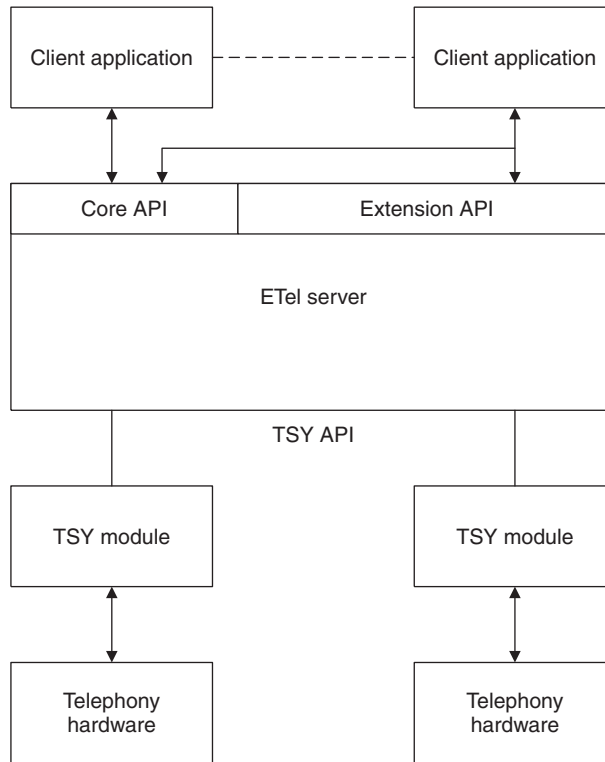 Client application
Client application
Core API
Extension API
ETel server
TSY API
TSY module
TSY module
Telephony
hardware
Telephony
hardware